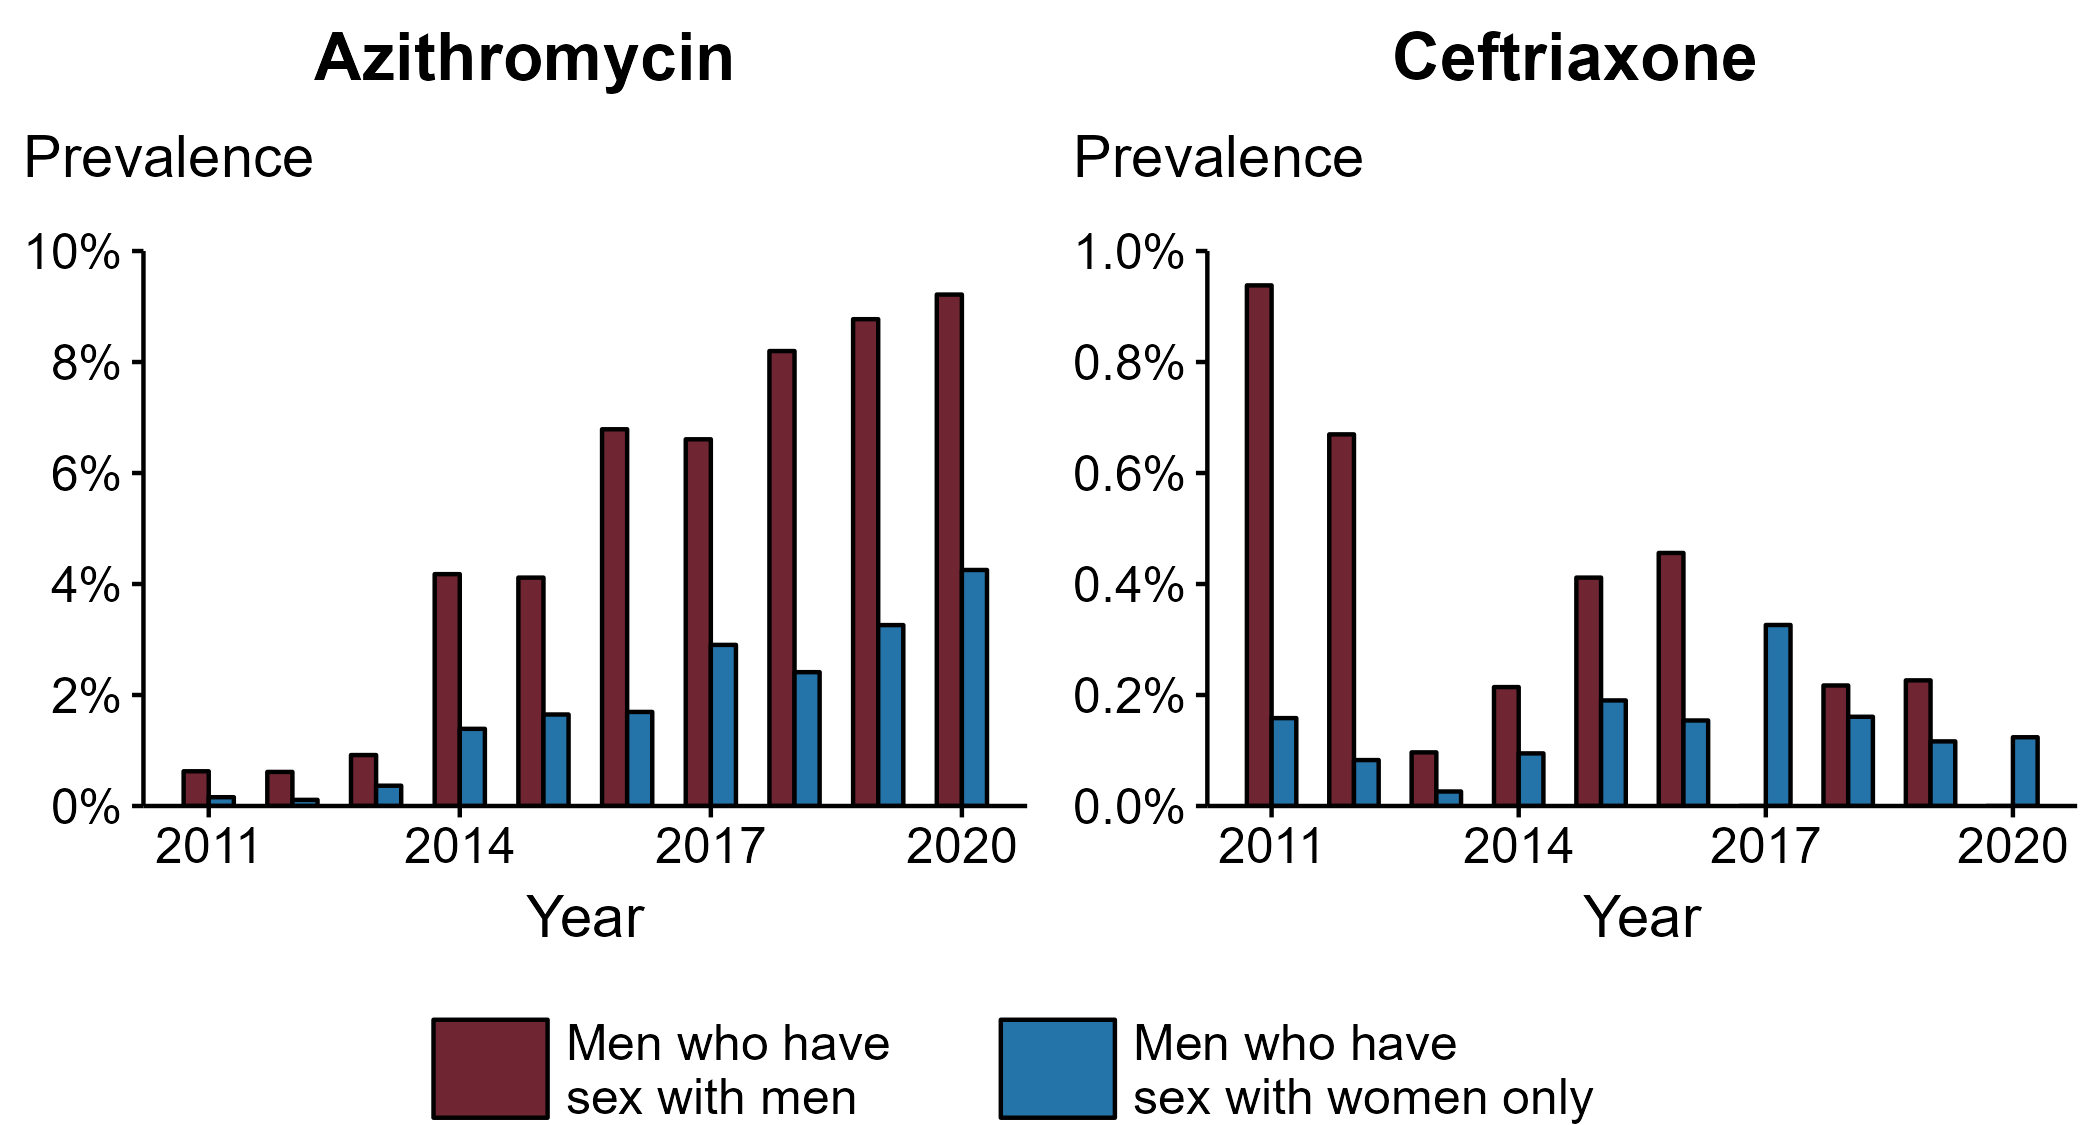 Azithromycin
Prevalence
10%
8%
6%
4%
2%
0%
2011
2014
2017
2020
Year
Ceftriaxone
Prevalence
1.0%
0.8%
0.6%
0.4%
0.2%
0.0%
2011
2014
2017
2020
Year
Men who have
sex with men
Men who have
sex with women only